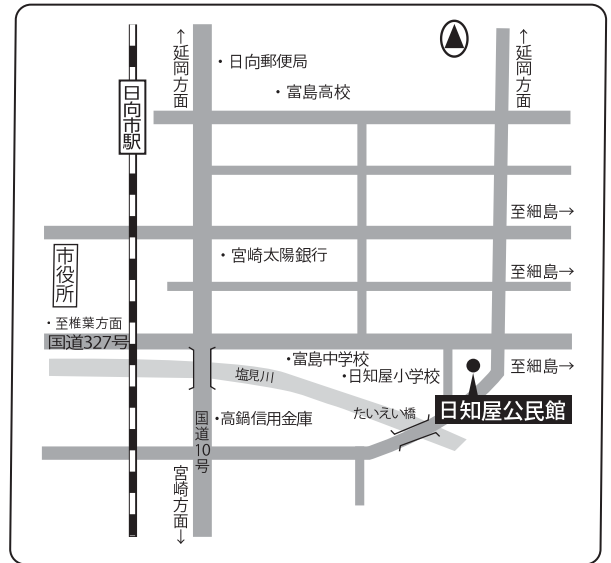 ↑延岡方面
・日向郵便局
・富島高校
↑延岡方面
日向市駅
至細島→
市役所
・宮崎太陽銀行
至細島→
・至椎葉方面
国道327号
・富島中学校
至細島→
塩見川
・日知屋小学校
日知屋公民館
たいえい橋
国道10号
・高鍋信用金庫
宮崎方面→